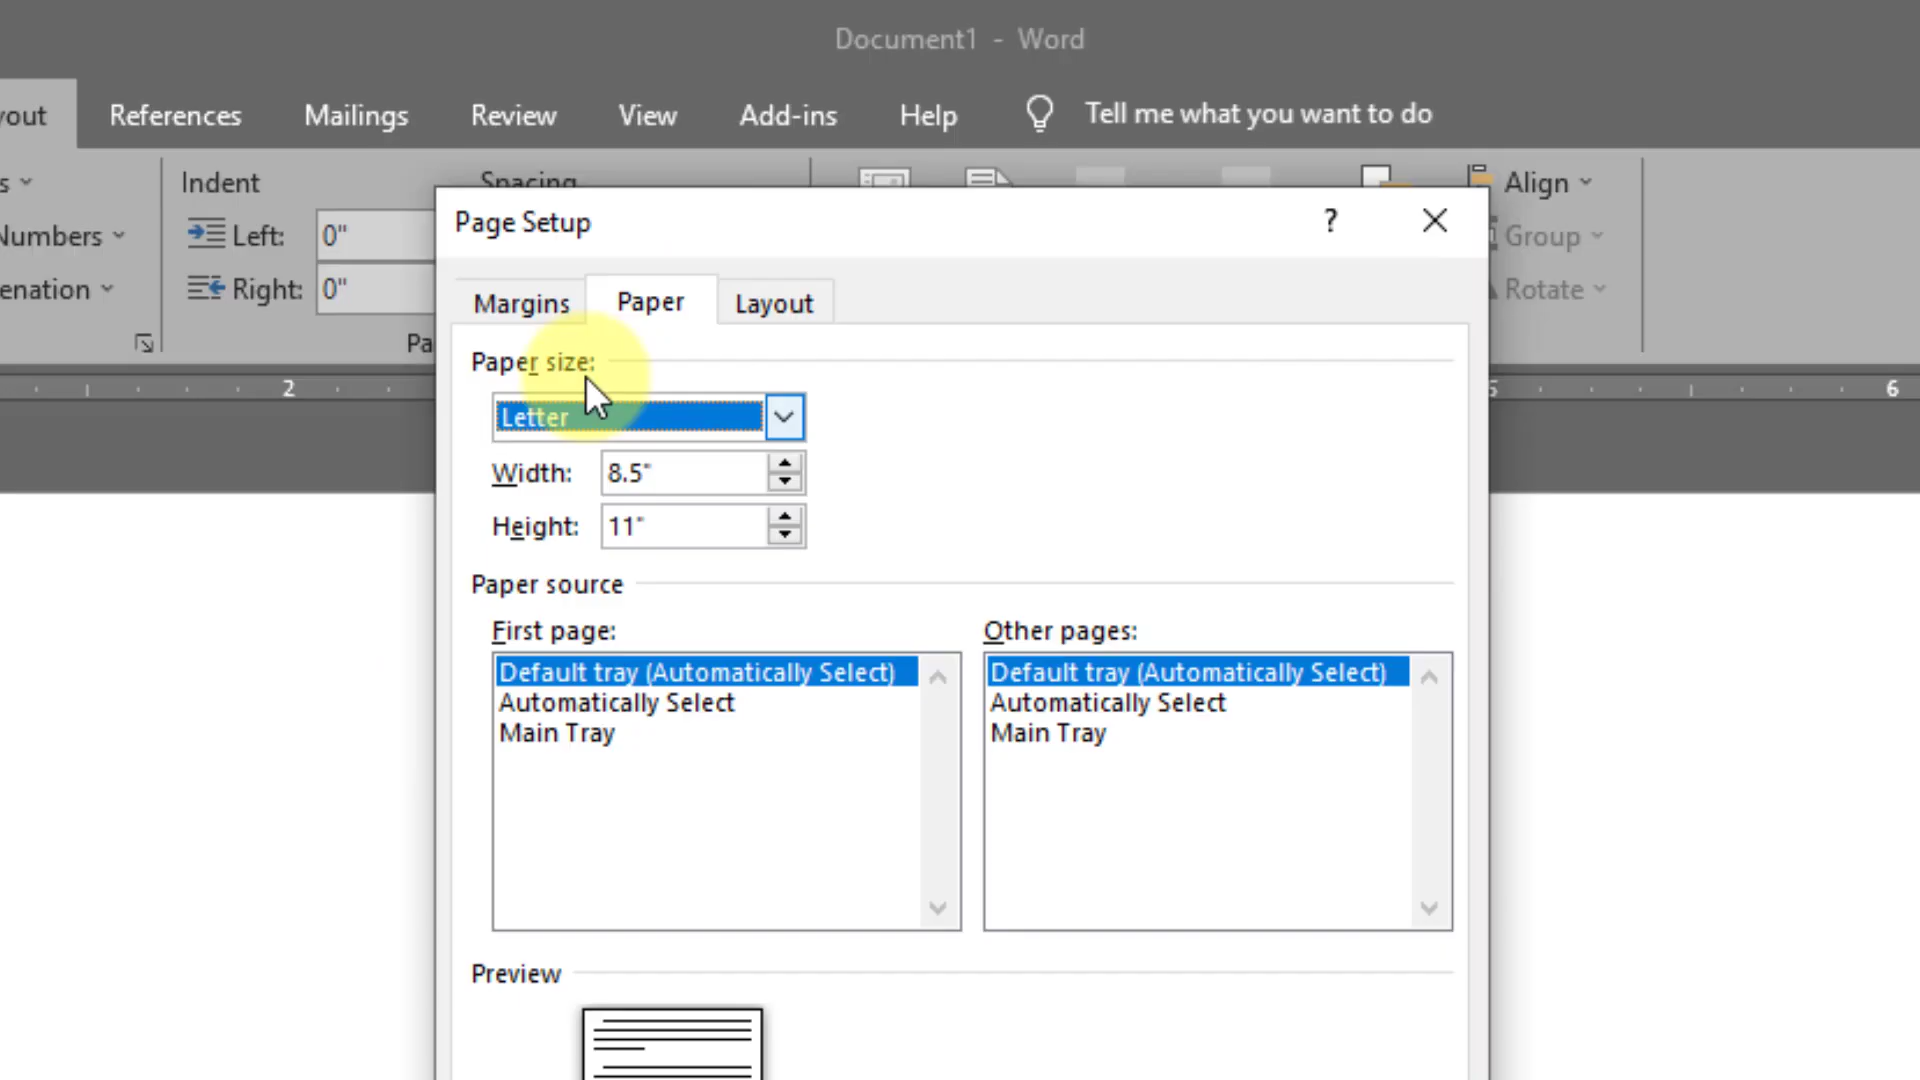 Document1 - Word
yout References Mailings Review View Add-ins Help Tell me what you want to do
s Indent Spacing Align
Numbers Left: 0" Group
enation Right: 0" Rotate
Pa
2 5 6
Page Setup ?
Margins Paper Layout
Paper size:
Letter
Width: 8.5"
Height: 11"
Paper source
First page: Other pages:
Default tray (Automatically Select) Default tray (Automatically Select)
Automatically Select Automatically Select
Main Tray Main Tray
Preview